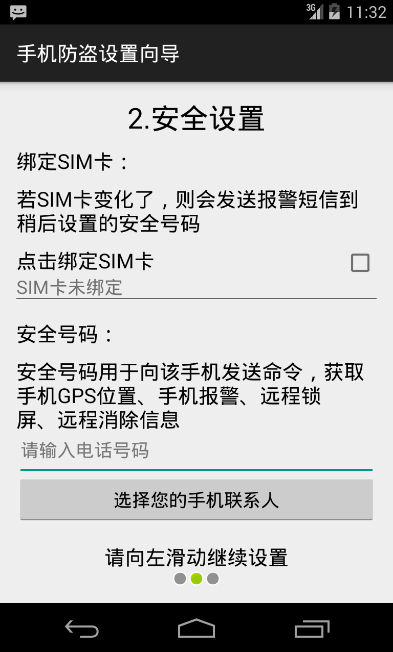 3G
11:32
手机防盗设置向导
2.安全设置
绑定SIM卡：
若SIM卡变化了，则会发送报警短信到
稍后设置的安全号码
点击绑定SIM卡
SIM卡未绑定
安全号码：
安全号码用于向该手机发送命令，获取
手机GPS位置、手机报警、远程锁
屏、远程消除信息
请输入电话号码
选择您的手机联系人
请向左滑动继续设置